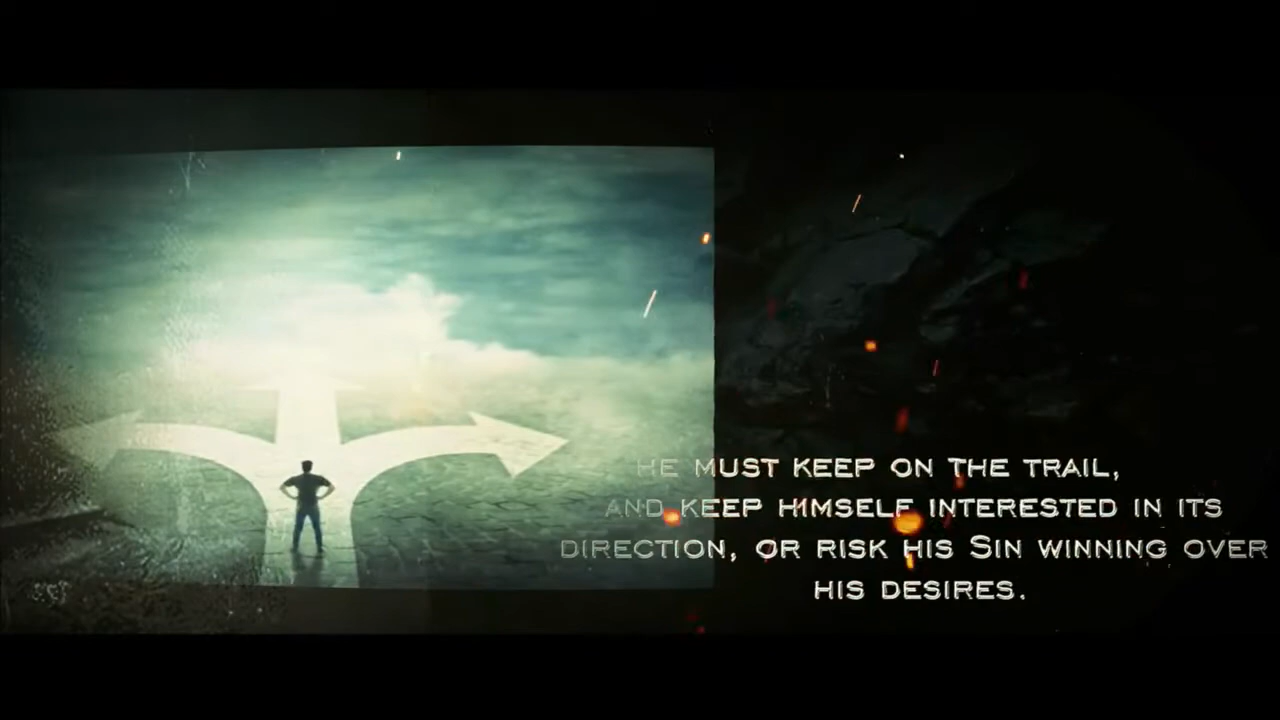 HE MUST KEEP ON THE TRAIL,
AND KEEP HIMSELF INTERESTED IN ITS
DIRECTION, OR RISK HIS SIN WINNING OVER
HIS DESIRES.